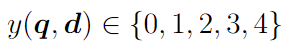 y(q, d) ∈ {0, 1, 2, 3, 4}